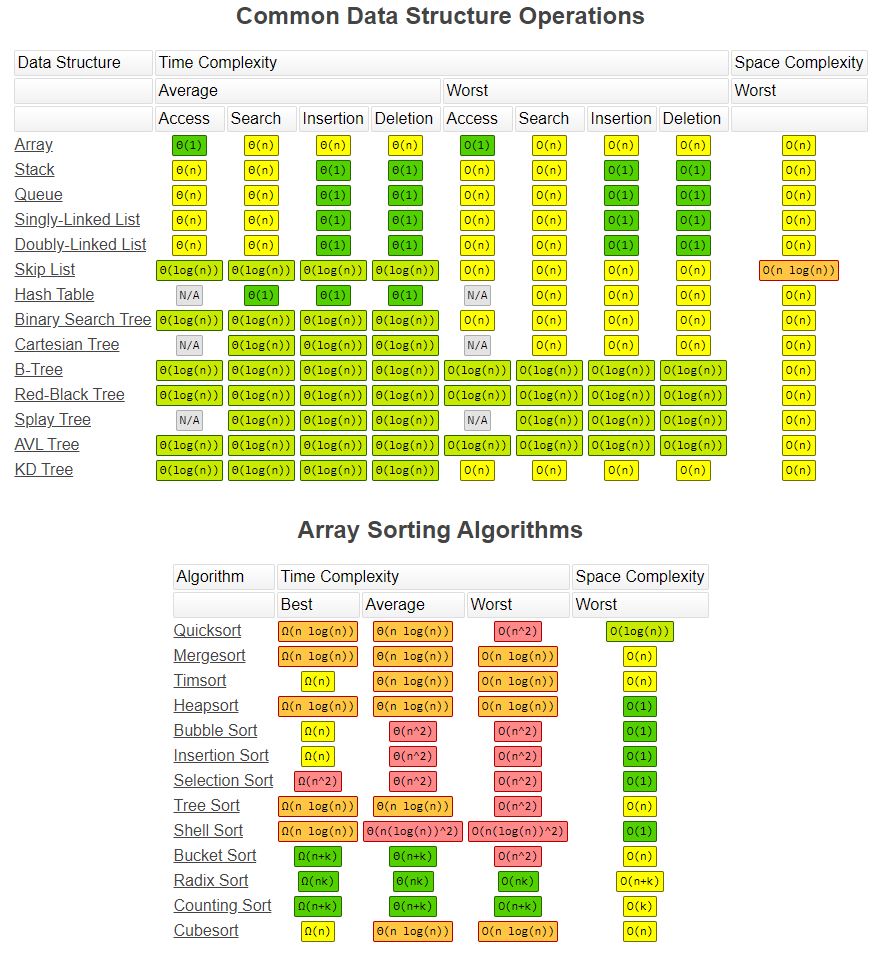 Common Data Structure Operations
Data Structure Time Complexity Space Complexity
Average Worst Worst
Access Search Insertion Deletion Access Search Insertion Deletion
Array Θ(1) Θ(n) Θ(n) Θ(n) O(1) O(n) O(n) O(n) O(n)
Stack Θ(n) Θ(n) Θ(1) Θ(1) O(n) O(n) O(1) O(1) O(n)
Queue Θ(n) Θ(n) Θ(1) Θ(1) O(n) O(n) O(1) O(1) O(n)
Singly-Linked List Θ(n) Θ(n) Θ(1) Θ(1) O(n) O(n) O(1) O(1) O(n)
Doubly-Linked List Θ(n) Θ(n) Θ(1) Θ(1) O(n) O(n) O(1) O(1) O(n)
Skip List Θ(log(n)) Θ(log(n)) Θ(log(n)) Θ(log(n)) O(n) O(n) O(n) O(n) O(n log(n))
Hash Table N/A Θ(1) Θ(1) Θ(1) N/A O(n) O(n) O(n) O(n)
Binary Search Tree Θ(log(n)) Θ(log(n)) Θ(log(n)) Θ(log(n)) O(n) O(n) O(n) O(n) O(n)
Cartesian Tree N/A Θ(log(n)) Θ(log(n)) Θ(log(n)) N/A O(n) O(n) O(n) O(n)
B-Tree Θ(log(n)) Θ(log(n)) Θ(log(n)) Θ(log(n)) O(log(n)) O(log(n)) O(log(n)) O(log(n)) O(n)
Red-Black Tree Θ(log(n)) Θ(log(n)) Θ(log(n)) Θ(log(n)) O(log(n)) O(log(n)) O(log(n)) O(log(n)) O(n)
Splay Tree N/A Θ(log(n)) Θ(log(n)) Θ(log(n)) N/A O(log(n)) O(log(n)) O(log(n)) O(n)
AVL Tree Θ(log(n)) Θ(log(n)) Θ(log(n)) Θ(log(n)) O(log(n)) O(log(n)) O(log(n)) O(log(n)) O(n)
KD Tree Θ(log(n)) Θ(log(n)) Θ(log(n)) Θ(log(n)) O(n) O(n) O(n) O(n) O(n)
Array Sorting Algorithms
Algorithm Time Complexity Space Complexity
Best Average Worst Worst
Quicksort Ω(n log(n)) Θ(n log(n)) O(n^2) O(log(n))
Mergesort Ω(n log(n)) Θ(n log(n)) O(n log(n)) O(n)
Timsort Ω(n) Θ(n log(n)) O(n log(n)) O(n)
Heapsort Ω(n log(n)) Θ(n log(n)) O(n log(n)) O(1)
Bubble Sort Ω(n) Θ(n^2) O(n^2) O(1)
Insertion Sort Ω(n) Θ(n^2) O(n^2) O(1)
Selection Sort Ω(n^2) Θ(n^2) O(n^2) O(1)
Tree Sort Ω(n log(n)) Θ(n log(n)) O(n^2) O(n)
Shell Sort Ω(n log(n)) Θ(n(log(n))^2) O(n(log(n))^2) O(1)
Bucket Sort Ω(n+k) Θ(n+k) O(n^2) O(n)
Radix Sort Ω(nk) Θ(nk) O(nk) O(n+k)
Counting Sort Ω(n+k) Θ(n+k) O(n+k) O(k)
Cubesort Ω(n) Θ(n log(n)) O(n log(n)) O(n)